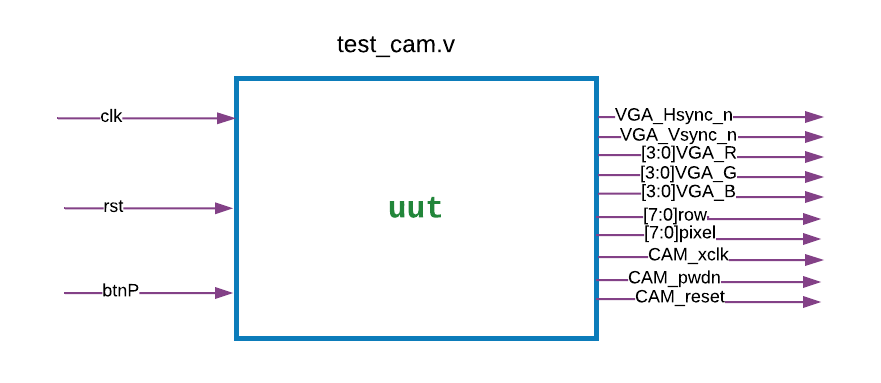 test_cam.v
clk
rst
btnP
uut
VGA_Hsync_n
VGA_Vsync_n
[3:0]VGA_R
[3:0]VGA_G
[3:0]VGA_B
[7:0]row
[7:0]pixel
CAM_xclk
CAM_pwdn
CAM_reset